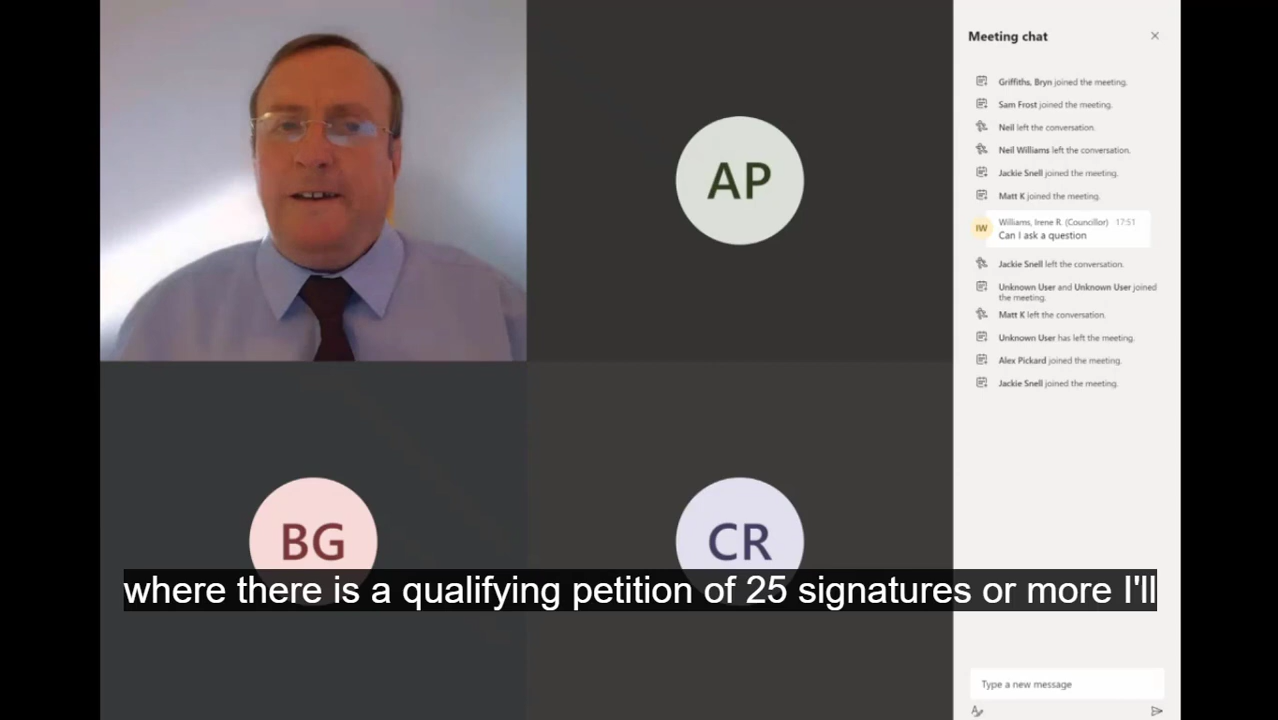 AP
BG
CR
where there is a qualifying petition of 25 signatures or more I'll
Meeting chat
Griffiths, Bryn joined the meeting.
Sam Frost joined the meeting.
Neil left the conversation.
Neil Williams left the conversation.
Jackie Snell joined the meeting.
Matt K joined the meeting.
IW
Williams, Irene R. (Councillor) 17:51
Can I ask a question
Jackie Snell left the conversation.
Unknown User and Unknown User joined
the meeting.
Matt K left the conversation.
Unknown User has left the meeting.
Alex Pickard joined the meeting.
Jackie Snell joined the meeting.
Type a new message